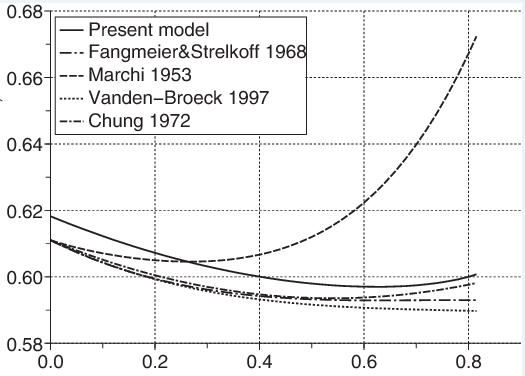 0.68
Present model
Fangmeier&Strelkoff 1968
Marchi 1953
Vanden−Broeck 1997
Chung 1972
0.66
0.64
0.62
0.60
0.58
0.0 0.2 0.4 0.6 0.8